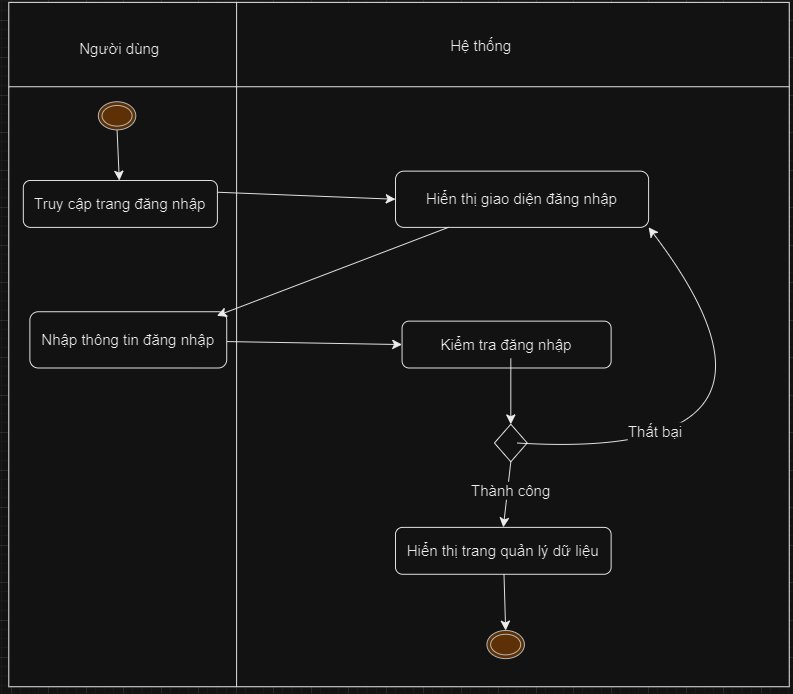 Người dùng
Hệ thống
Truy cập trang đăng nhập
Hiển thị giao diện đăng nhập
Nhập thông tin đăng nhập
Kiểm tra đăng nhập
Thất bại
Thành công
Hiển thị trang quản lý dữ liệu